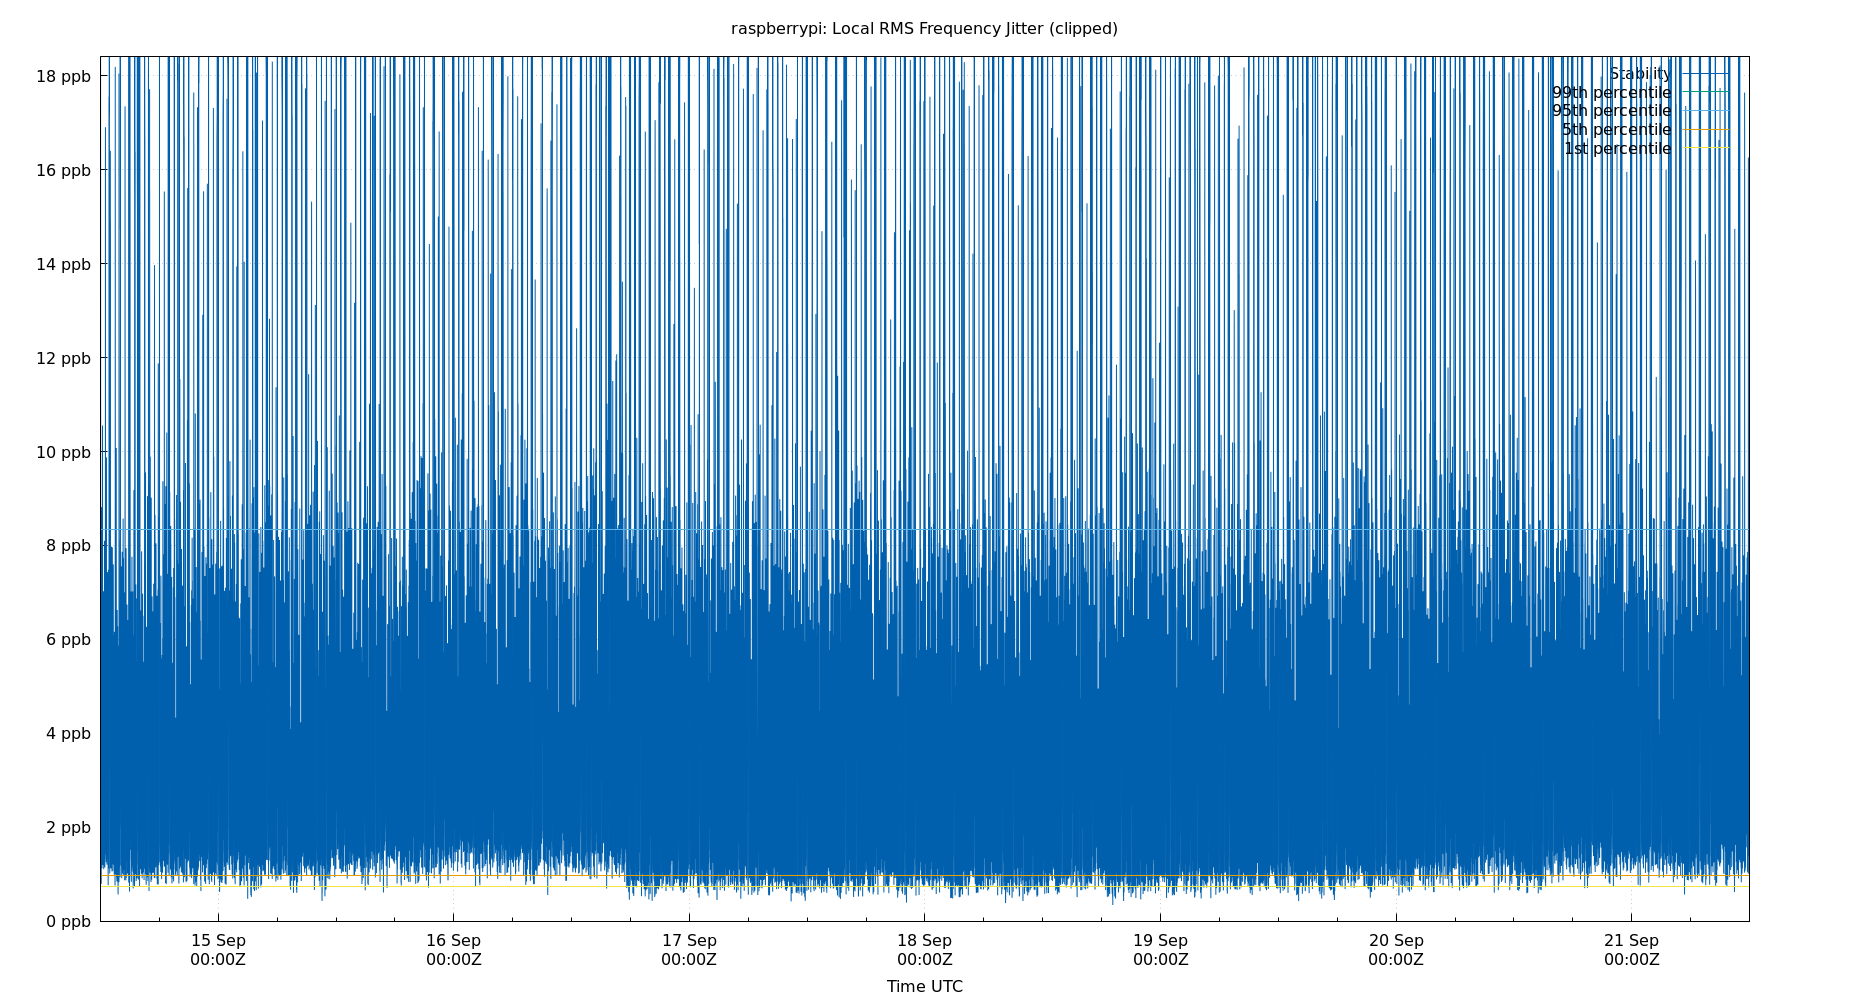 raspberrypi: Local RMS Frequency Jitter (clipped)
18 ppb
16 ppb
14 ppb
12 ppb
10 ppb
8 ppb
6 ppb
4 ppb
2 ppb
0 ppb
Stability
99th percentile
95th percentile
5th percentile
1st percentile
15 Sep 16 Sep 17 Sep 18 Sep 19 Sep 20 Sep 21 Sep
00:00Z 00:00Z 00:00Z 00:00Z 00:00Z 00:00Z 00:00Z
Time UTC